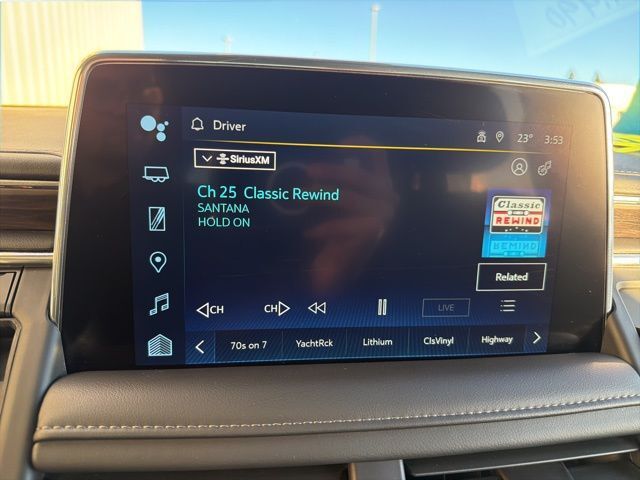 Driver
23° 3:53
SiriusXM
Ch 25 Classic Rewind
SANTANA
HOLD ON
Classic
REWIND
Related
CH CH LIVE
70s on 7 YachtRck Lithium ClsVinyl Highway